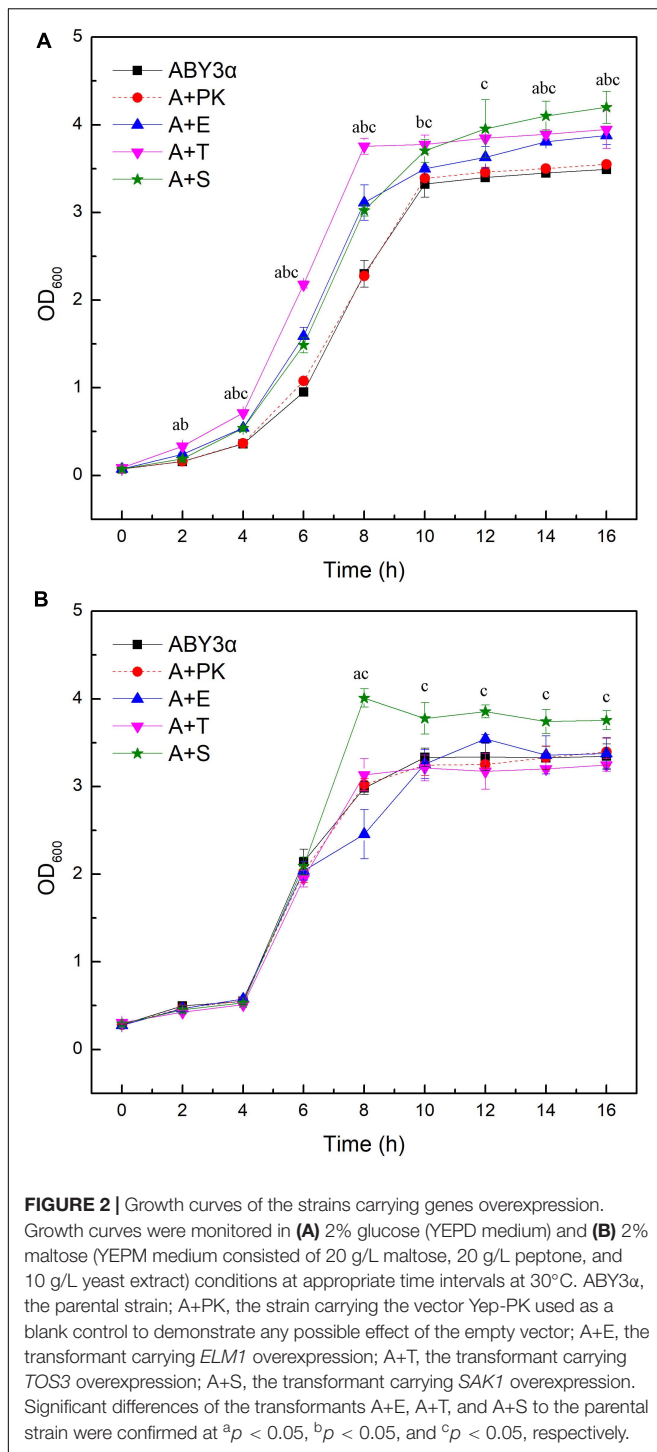 A
ABY3α
A+PK
A+E
A+T
A+S
ab
abc
abc
abc
bc
c
abc
abc
5
4
3
2
1
0
OD600
0 2 4 6 8 10 12 14 16
Time (h)
B
ABY3α
A+PK
A+E
A+T
A+S
ac
c
c
c
c
5
4
3
2
1
0
OD600
0 2 4 6 8 10 12 14 16
Time (h)
FIGURE 2 | Growth curves of the strains carrying genes overexpression.
Growth curves were monitored in (A) 2% glucose (YEPD medium) and (B) 2%
maltose (YEPM medium consisted of 20 g/L maltose, 20 g/L peptone, and
10 g/L yeast extract) conditions at appropriate time intervals at 30°C. ABY3α,
the parental strain; A+PK, the strain carrying the vector Yep-PK used as a
blank control to demonstrate any possible effect of the empty vector; A+E, the
transformant carrying ELM1 overexpression; A+T, the transformant carrying
TOS3 overexpression; A+S, the transformant carrying SAK1 overexpression.
Significant differences of the transformants A+E, A+T, and A+S to the parental
strain were confirmed at ap < 0.05, bp < 0.05, and cp < 0.05, respectively.